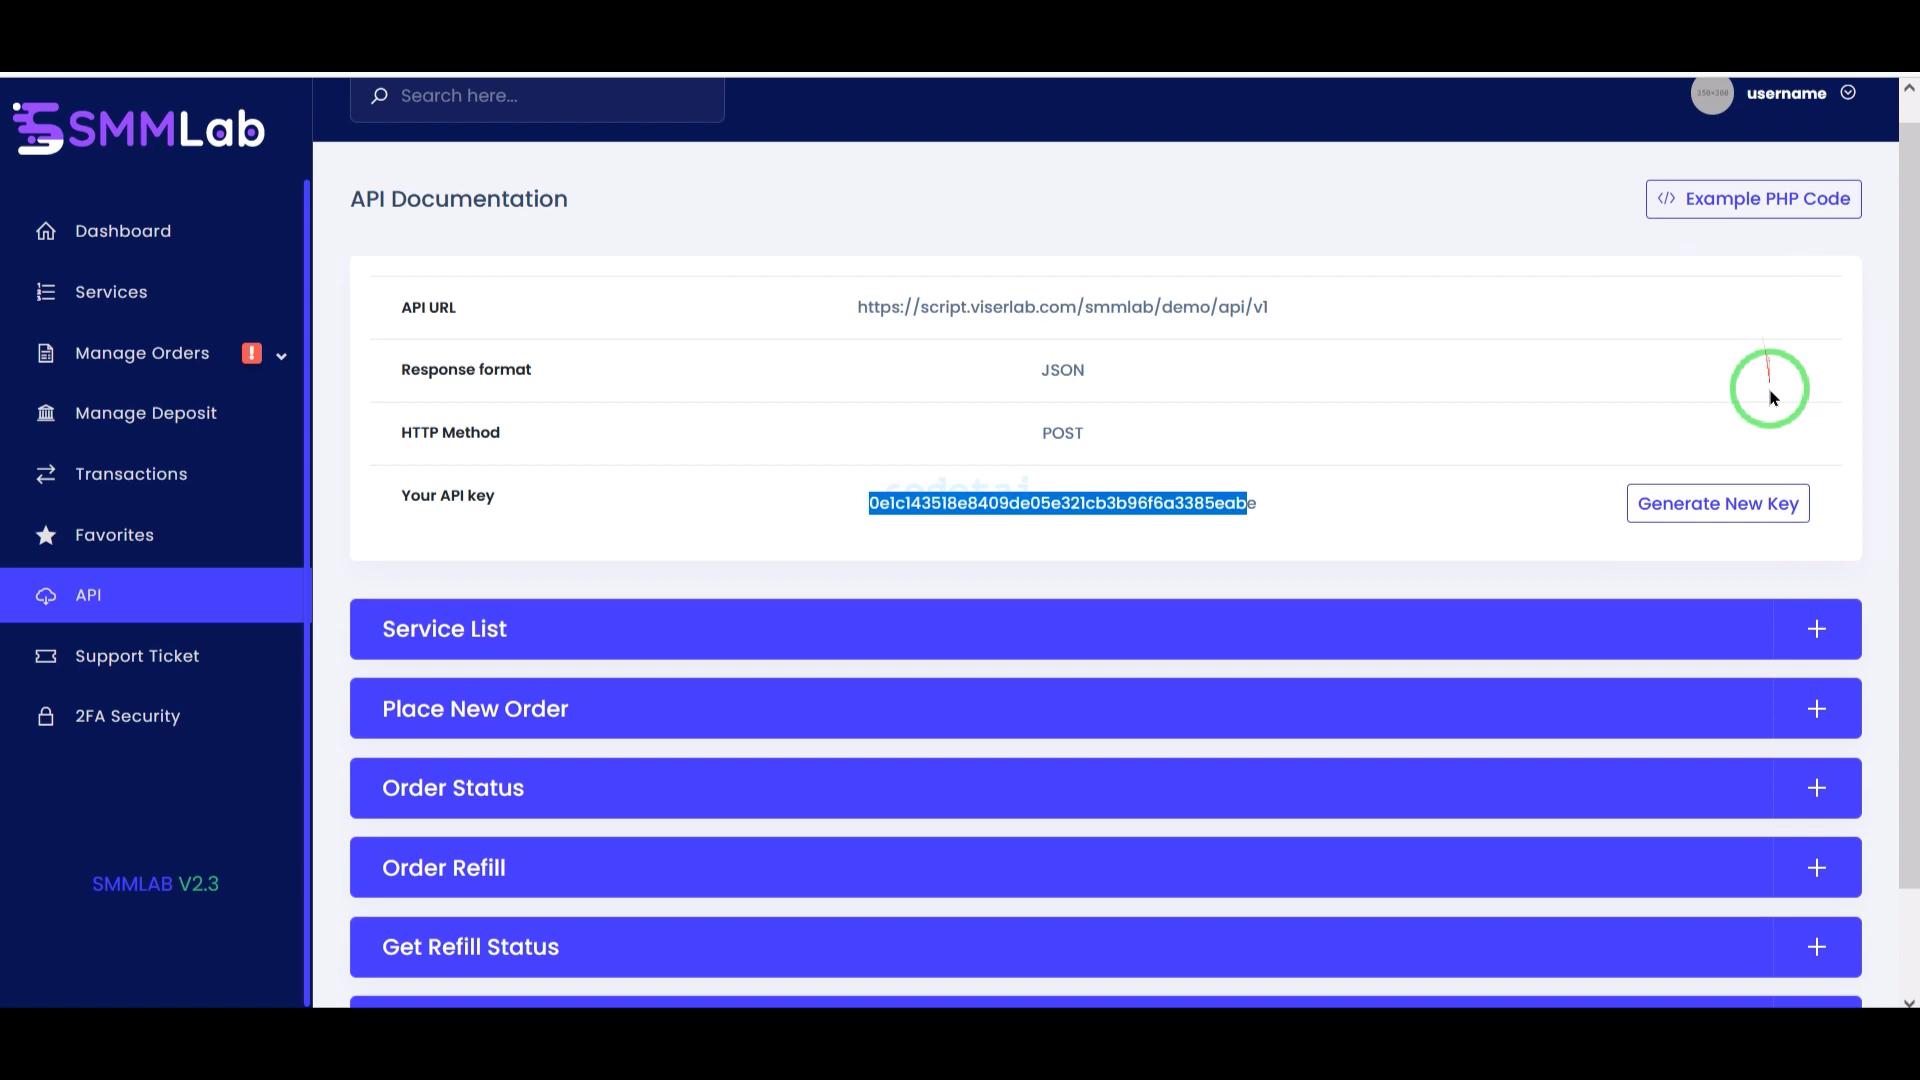 Search here...
350×300
username
SMMLab
API Documentation
</> Example PHP Code
Dashboard
Services
Manage Orders
!
Manage Deposit
Transactions
Favorites
API
Support Ticket
2FA Security
SMMLAB V2.3
API URL
https://script.viserlab.com/smmlab/demo/api/v1
Response format
JSON
HTTP Method
POST
Your API key
0e1c143518e8409de05e321cb3b96f6a3385eabe
Generate New Key
Service List
Place New Order
Order Status
Order Refill
Get Refill Status